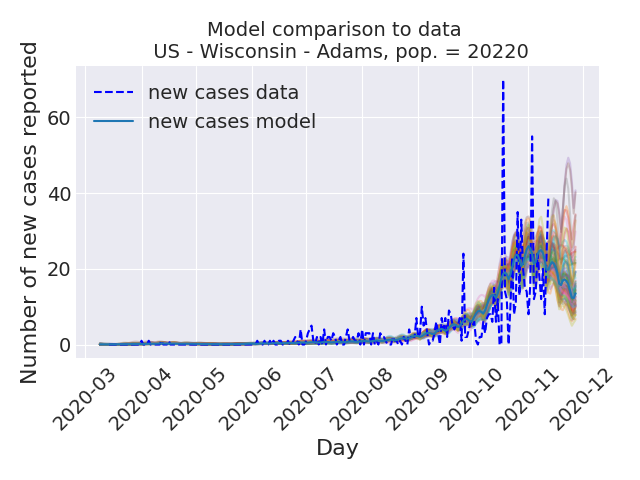 Model comparison to data
US - Wisconsin - Adams, pop. = 20220
Number of new cases reported
60
40
20
0
new cases data
new cases model
2020-03
2020-04
2020-05
2020-06
2020-07
2020-08
2020-09
2020-10
2020-11
2020-12
Day